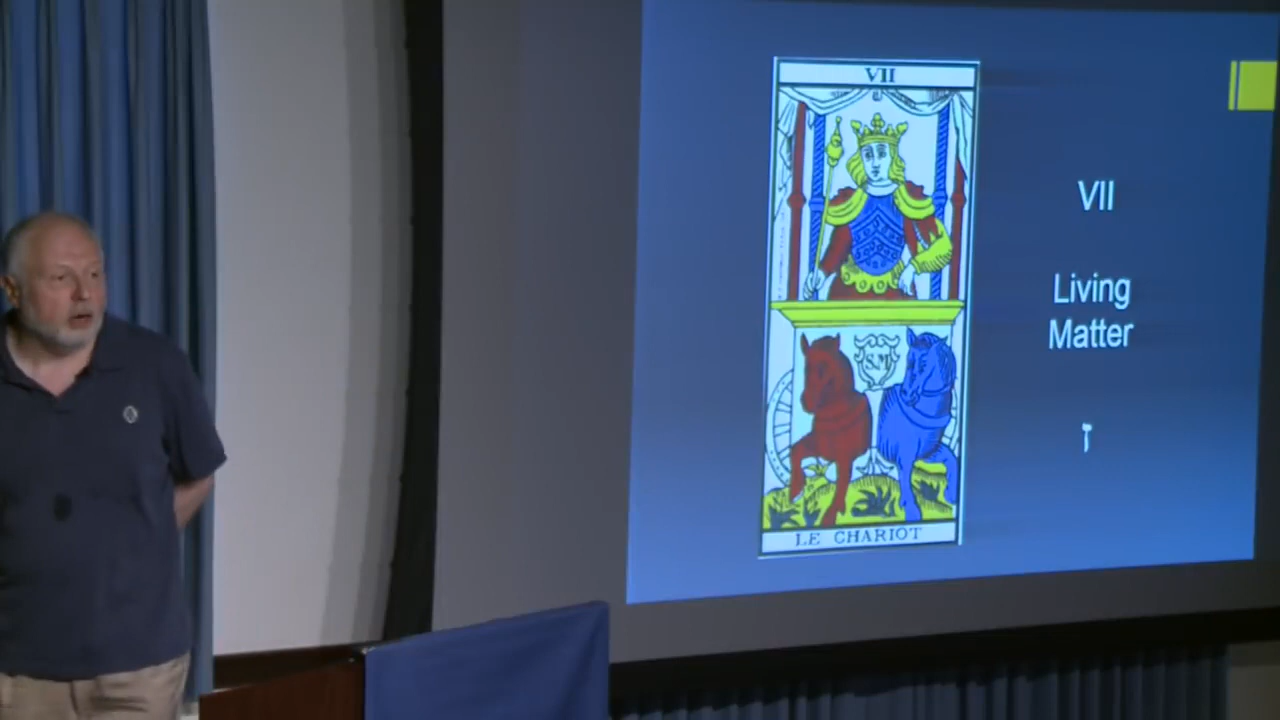 VII
S.M
LE CHARIOT
VII
Living
Matter
ז